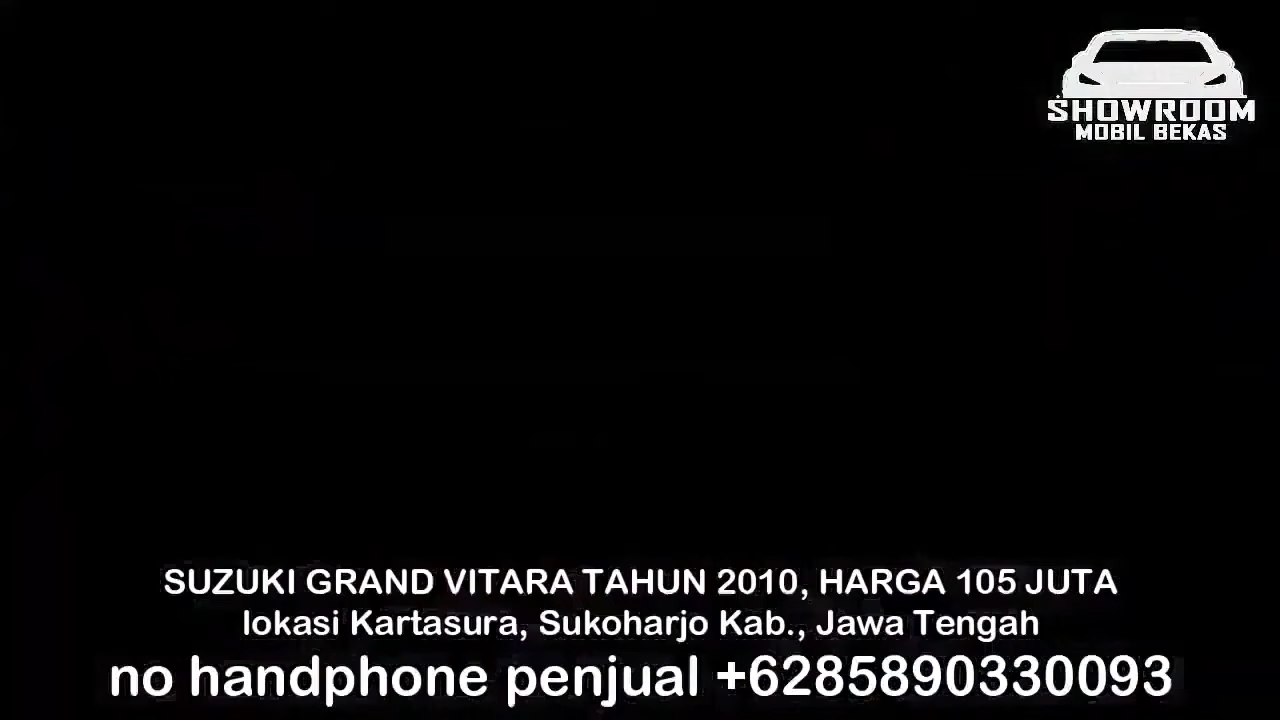 SHOWROOM
MOBIL BEKAS
SUZUKI GRAND VITARA TAHUN 2010, HARGA 105 JUTA
lokasi Kartasura, Sukoharjo Kab., Jawa Tengah
no handphone penjual +6285890330093